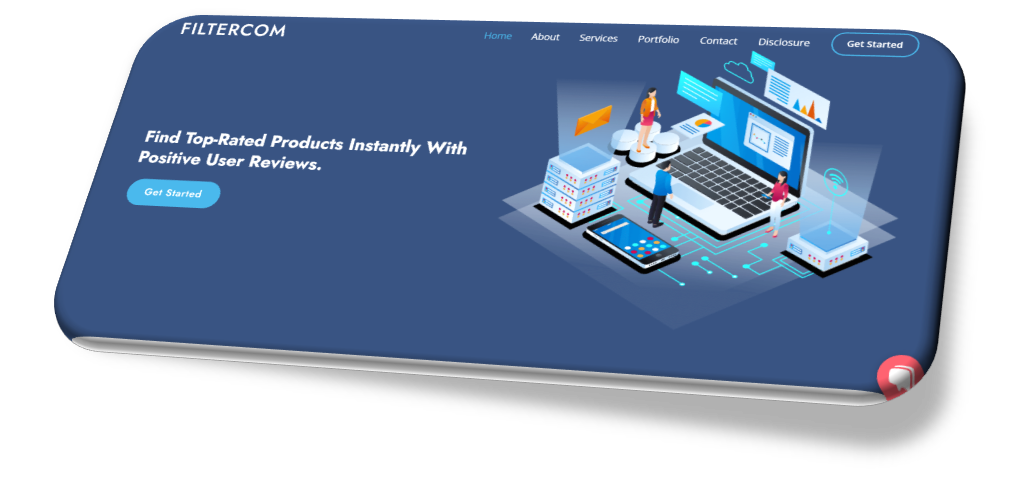 FILTERCOM
Home About Services Portfolio Contact Disclosure Get Started
Find Top-Rated Products Instantly With
Positive User Reviews.
Get Started